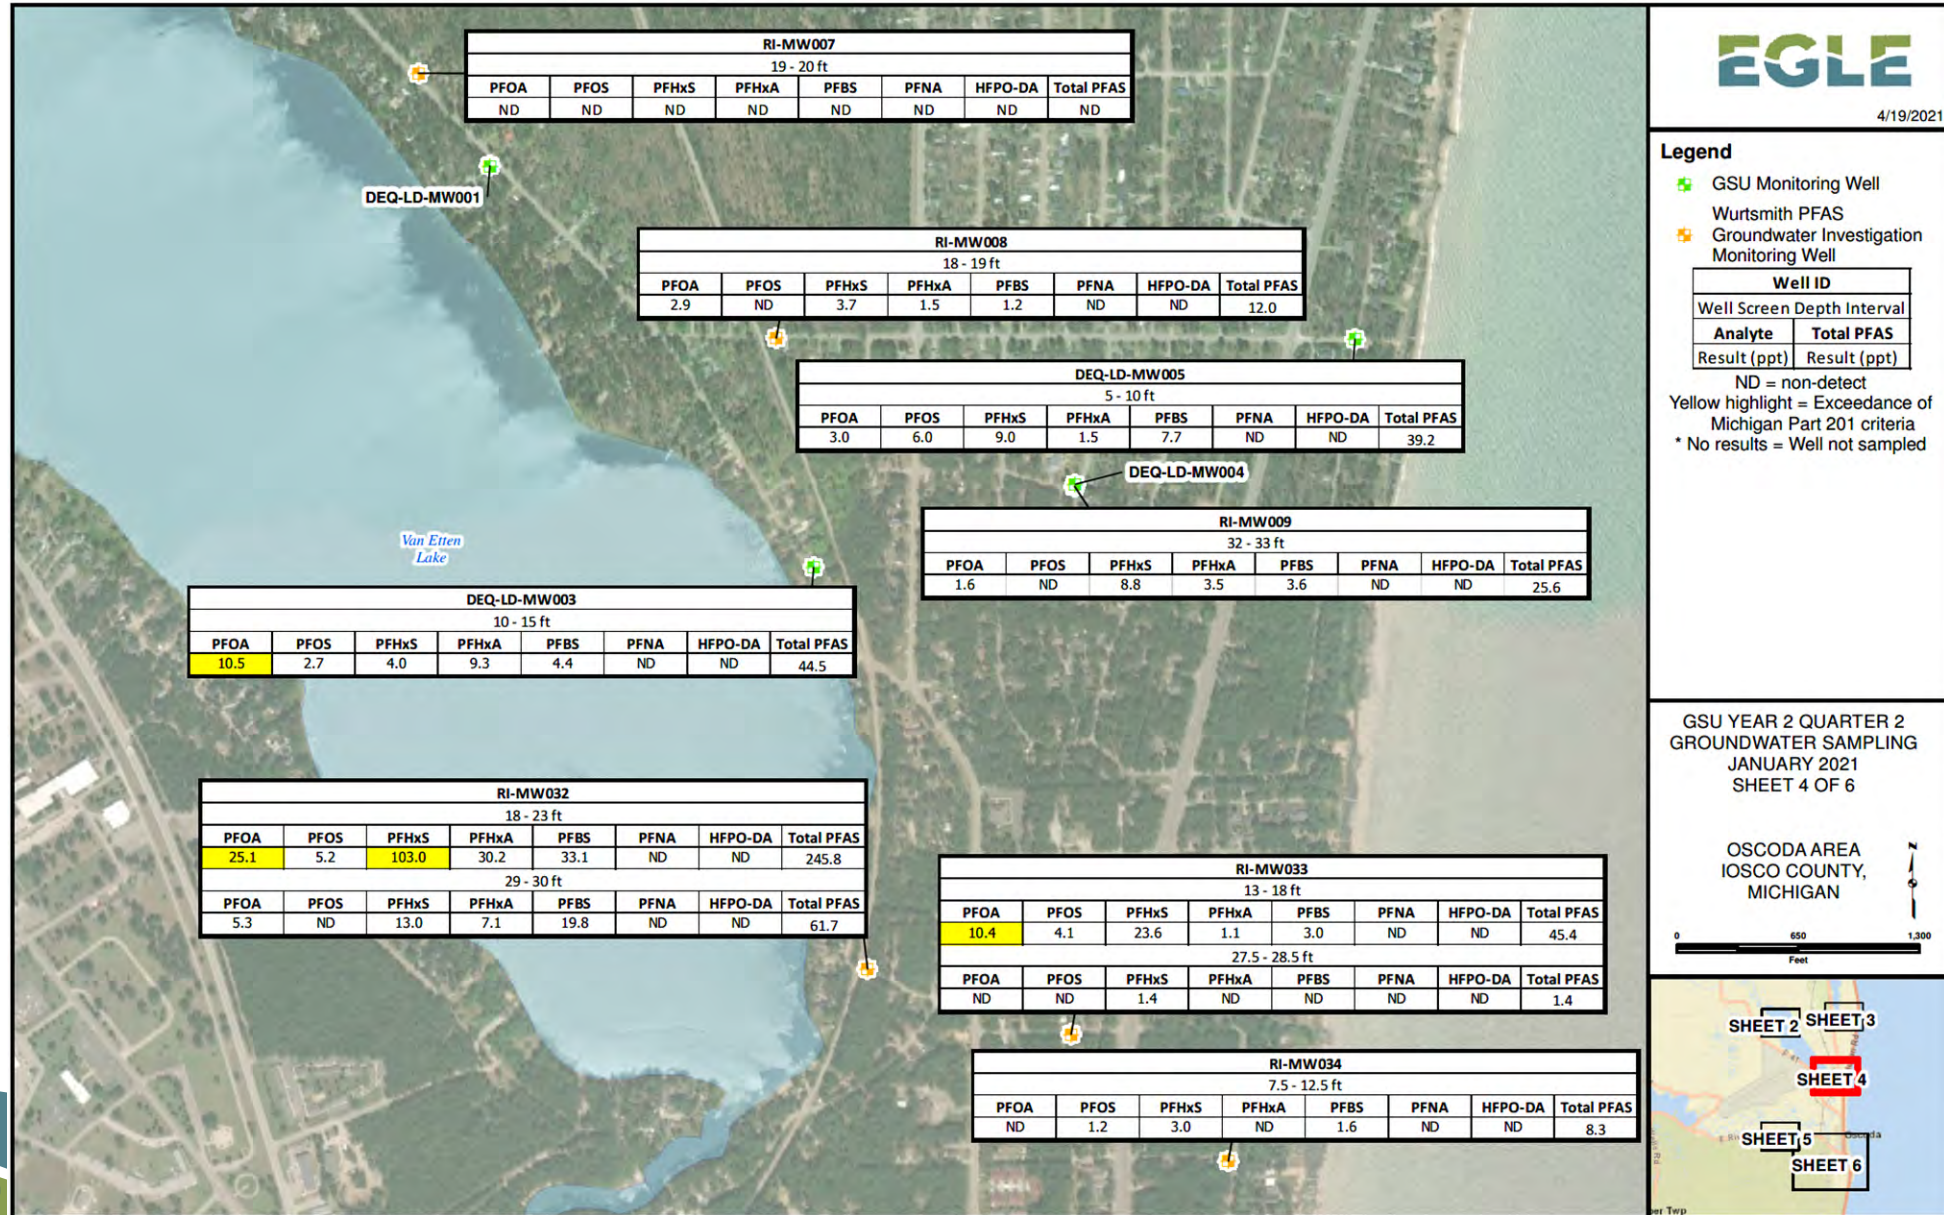 RI-MW007
19 - 20 ft
PFOA PFOS PFHxS PFHxA PFBS PFNA HFPO-DA Total PFAS
ND ND ND ND ND ND ND ND
DEQ-LD-MW001
RI-MW008
18 - 19 ft
PFOA PFOS PFHxS PFHxA PFBS PFNA HFPO-DA Total PFAS
2.9 ND 3.7 1.5 1.2 ND ND 12.0
DEQ-LD-MW005
5 - 10 ft
PFOA PFOS PFHxS PFHxA PFBS PFNA HFPO-DA Total PFAS
3.0 6.0 9.0 1.5 7.7 ND ND 39.2
DEQ-LD-MW004
RI-MW009
32 - 33 ft
PFOA PFOS PFHxS PFHxA PFBS PFNA HFPO-DA Total PFAS
1.6 ND 8.8 3.5 3.6 ND ND 25.6
Van Etten
Lake
DEQ-LD-MW003
10 - 15 ft
PFOA PFOS PFHxS PFHxA PFBS PFNA HFPO-DA Total PFAS
10.5 2.7 4.0 9.3 4.4 ND ND 44.5
RI-MW032
18 - 23 ft
PFOA PFOS PFHxS PFHxA PFBS PFNA HFPO-DA Total PFAS
25.1 5.2 103.0 30.2 33.1 ND ND 245.8
29 - 30 ft
PFOA PFOS PFHxS PFHxA PFBS PFNA HFPO-DA Total PFAS
5.3 ND 13.0 7.1 19.8 ND ND 61.7
RI-MW033
13 - 18 ft
PFOA PFOS PFHxS PFHxA PFBS PFNA HFPO-DA Total PFAS
10.4 4.1 23.6 1.1 3.0 ND ND 45.4
27.5 - 28.5 ft
PFOA PFOS PFHxS PFHxA PFBS PFNA HFPO-DA Total PFAS
ND ND 1.4 ND ND ND ND 1.4
RI-MW034
7.5 - 12.5 ft
PFOA PFOS PFHxS PFHxA PFBS PFNA HFPO-DA Total PFAS
ND 1.2 3.0 ND 1.6 ND ND 8.3
EGLE
4/19/2021
Legend
GSU Monitoring Well
Wurtsmith PFAS
Groundwater Investigation
Monitoring Well
Well ID
Well Screen Depth Interval
Analyte Total PFAS
Result (ppt) Result (ppt)
ND = non-detect
Yellow highlight = Exceedance of
Michigan Part 201 criteria
* No results = Well not sampled
GSU YEAR 2 QUARTER 2
GROUNDWATER SAMPLING
JANUARY 2021
SHEET 4 OF 6
OSCODA AREA
IOSCO COUNTY,
MICHIGAN
N
0 650 1,300
Feet
SHEET 2 SHEET 3
SHEET 4
SHEET 5
Oscoda
SHEET 6